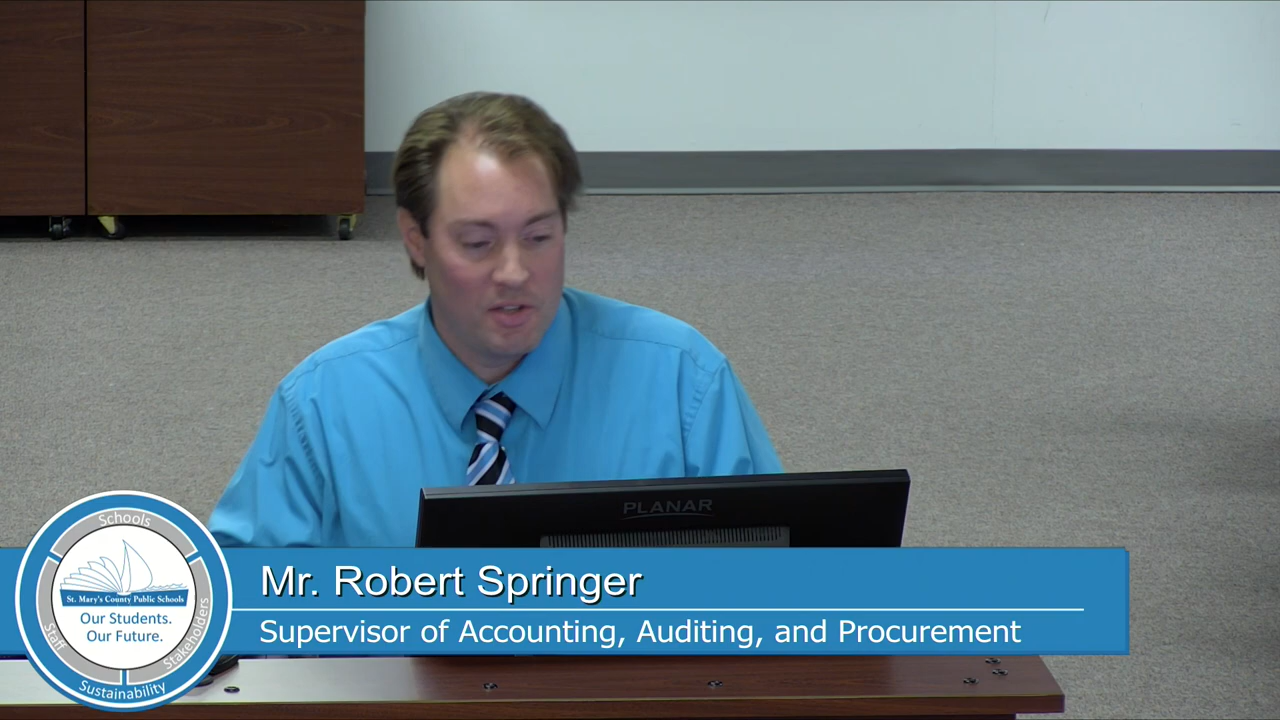 PLANAR
Mr. Robert Springer
Supervisor of Accounting, Auditing, and Procurement
Schools
St. Mary's County Public Schools
Our Students.
Our Future.
Staff
Stakeholders
Sustainability